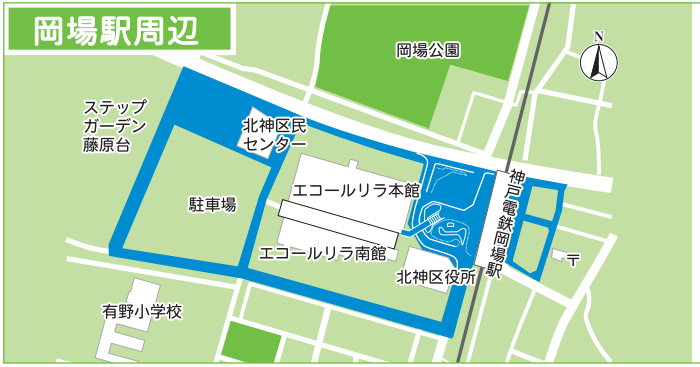 岡場駅周辺
岡場公園
N
ステップ
ガーデン
藤原台
北神区民
センター
エコールリラ本館
駐車場
神戸電鉄岡場駅
エコールリラ南館
〒
北神区役所
有野小学校